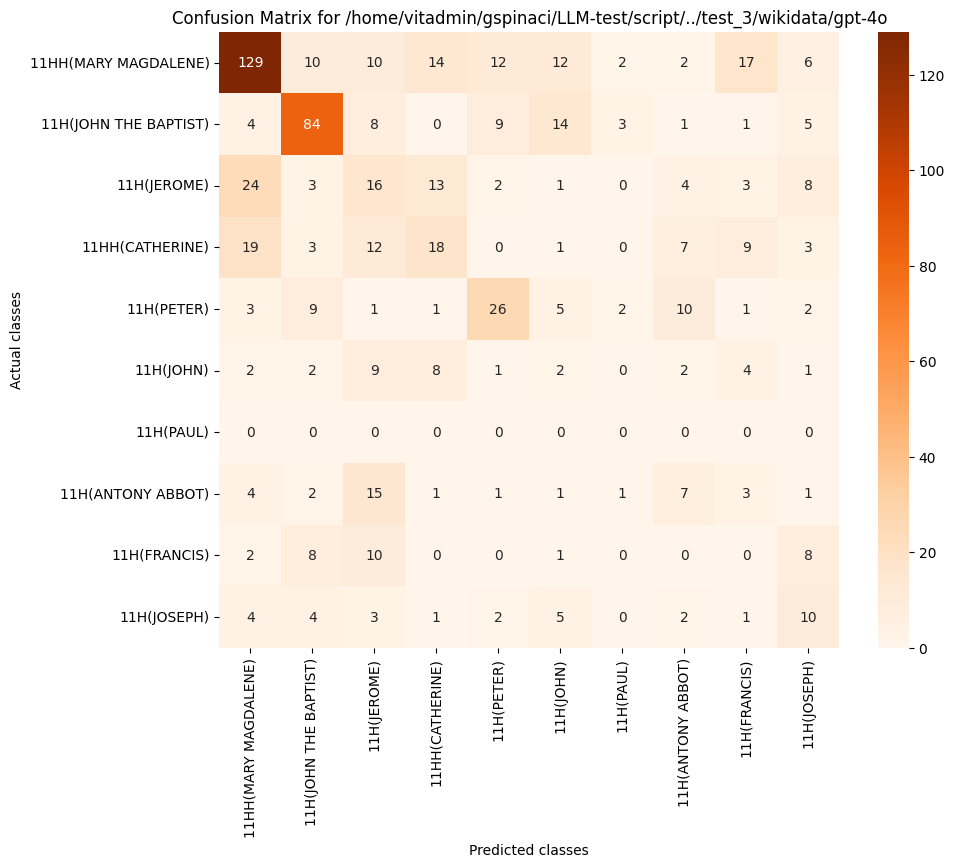 Confusion Matrix for /home/vitadmin/gspinaci/LLM-test/script/../test_3/wikidata/gpt-4o
Actual classes
11HH(MARY MAGDALENE) 129 10 10 14 12 12 2 2 17 6
11H(JOHN THE BAPTIST) 4 84 8 0 9 14 3 1 1 5
11H(JEROME) 24 3 16 13 2 1 0 4 3 8
11HH(CATHERINE) 19 3 12 18 0 1 0 7 9 3
11H(PETER) 3 9 1 1 26 5 2 10 1 2
11H(JOHN) 2 2 9 8 1 2 0 2 4 1
11H(PAUL) 0 0 0 0 0 0 0 0 0 0
11H(ANTONY ABBOT) 4 2 15 1 1 1 1 7 3 1
11H(FRANCIS) 2 8 10 0 0 1 0 0 0 8
11H(JOSEPH) 4 4 3 1 2 5 0 2 1 10
11HH(MARY MAGDALENE)
11H(JOHN THE BAPTIST)
11H(JEROME)
11HH(CATHERINE)
11H(PETER)
11H(JOHN)
11H(PAUL)
11H(ANTONY ABBOT)
11H(FRANCIS)
11H(JOSEPH)
Predicted classes
120
100
80
60
40
20
0